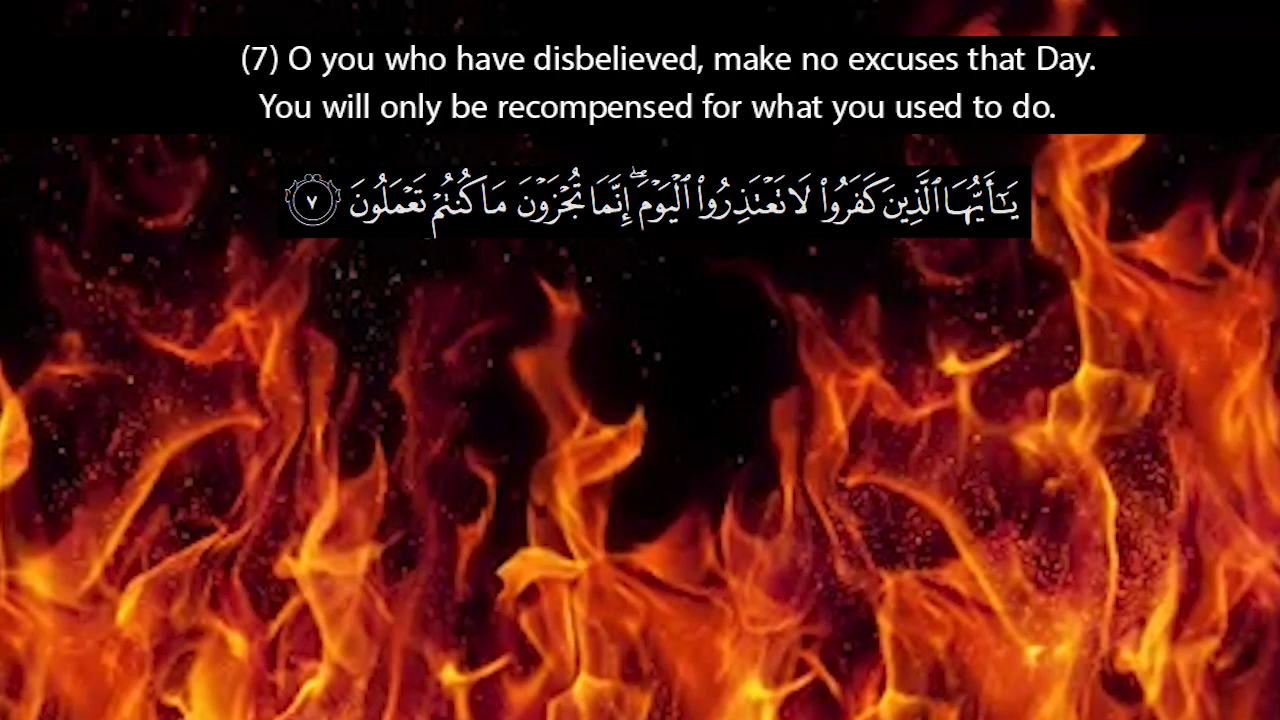 (7) O you who have disbelieved, make no excuses that Day.
You will only be recompensed for what you used to do.
يَـٰٓأَيُّهَا ٱلَّذِينَ كَفَرُوا۟ لَا تَعْتَذِرُوا۟ ٱلْيَوْمَ ۖ إِنَّمَا تُجْزَوْنَ مَا كُنتُمْ تَعْمَلُونَ ٧